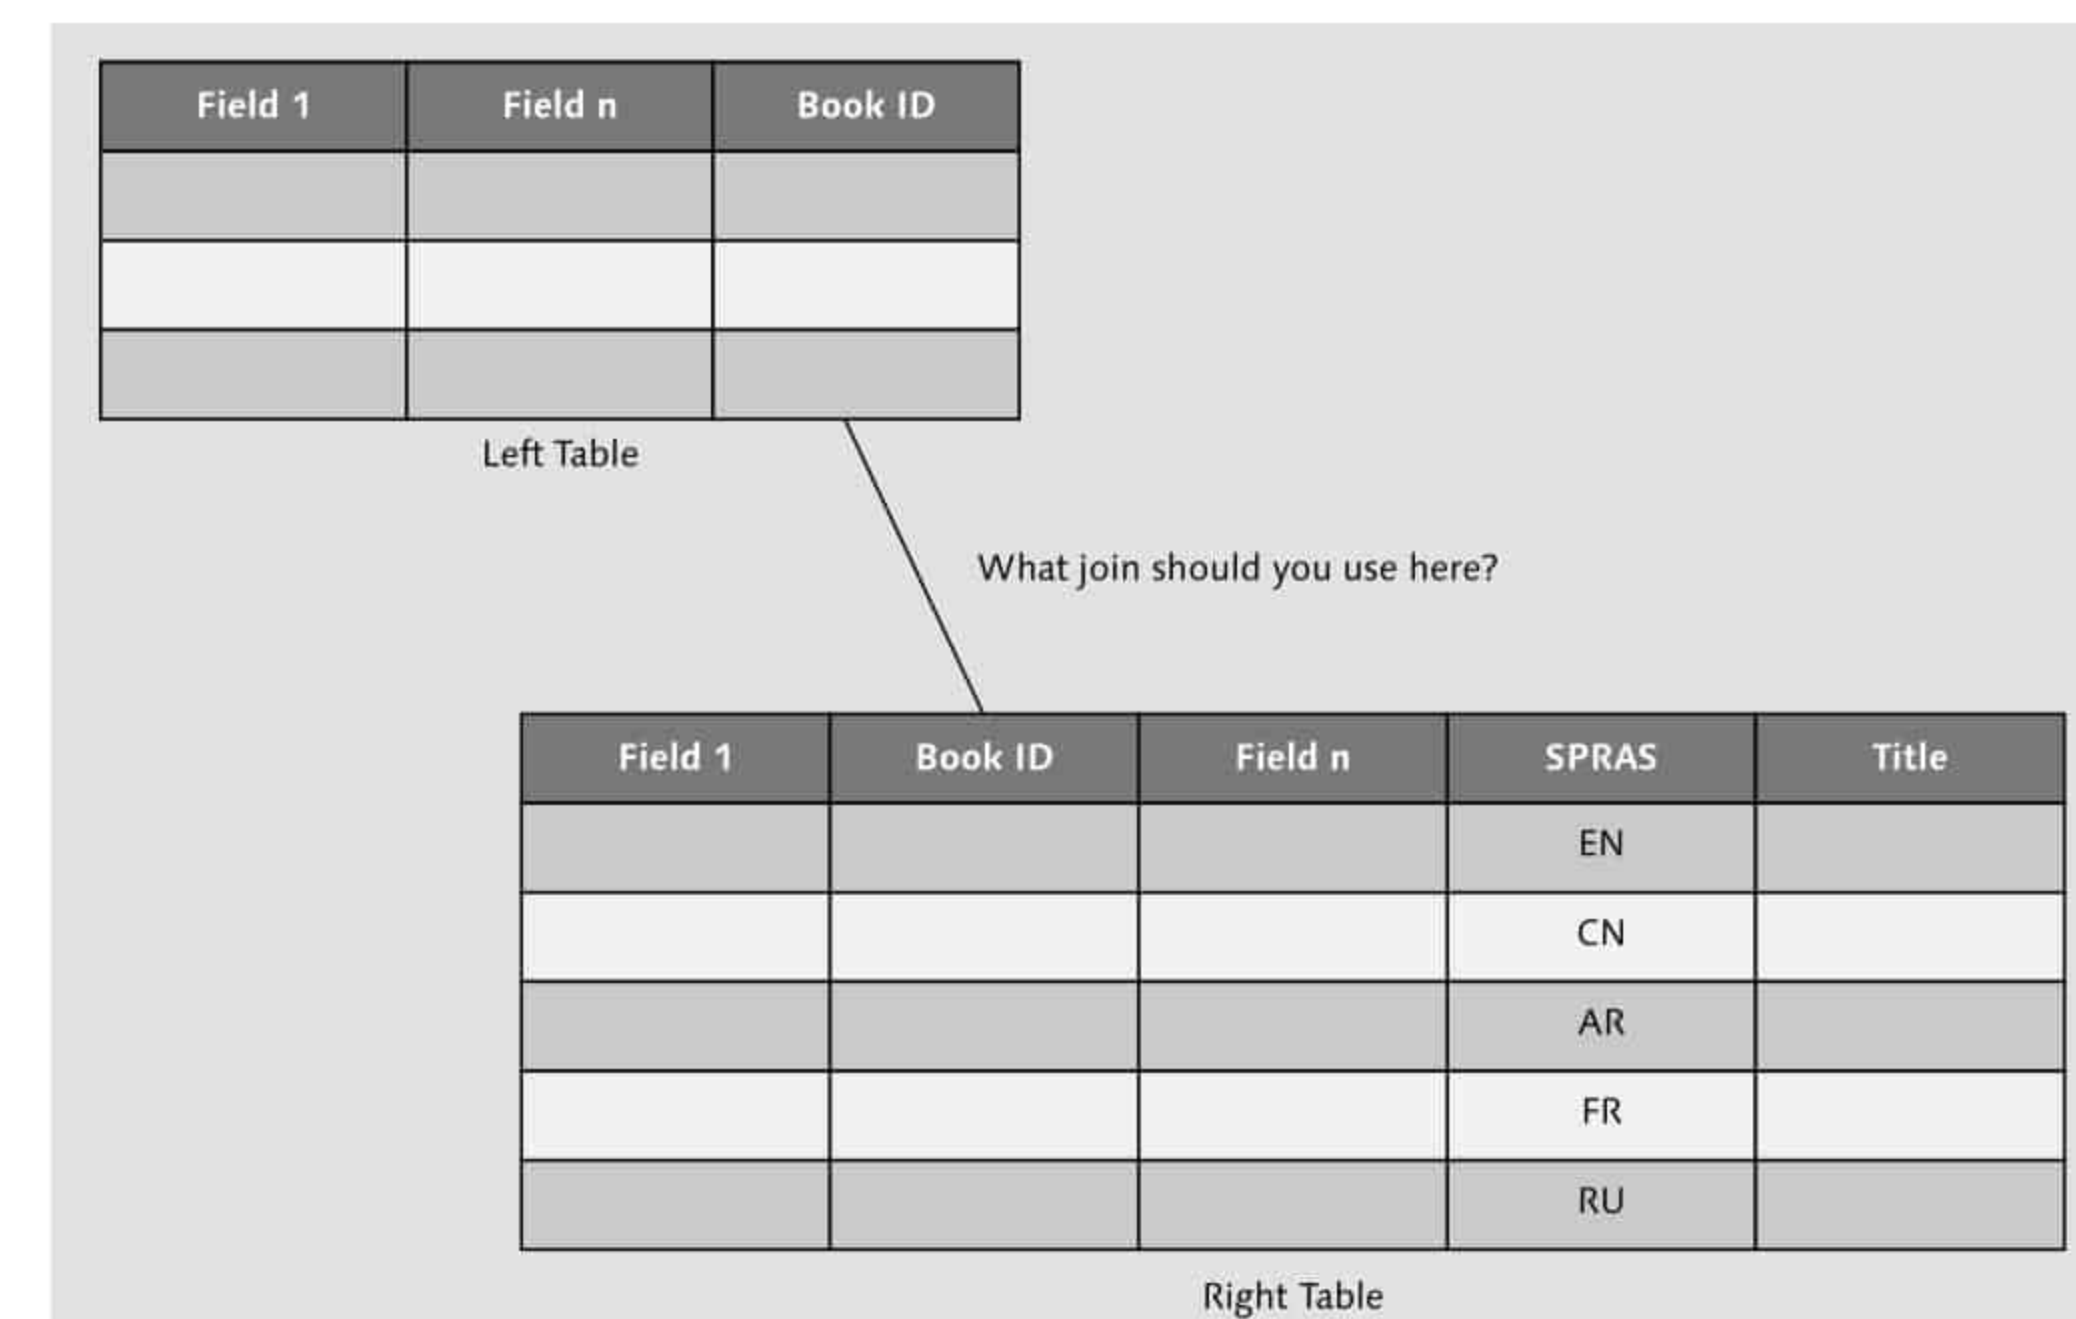 Field 1 Field n Book ID
Left Table
What join should you use here?
Field 1 Book ID Field n SPRAS Title
EN
CN
AR
FR
RU
Right Table